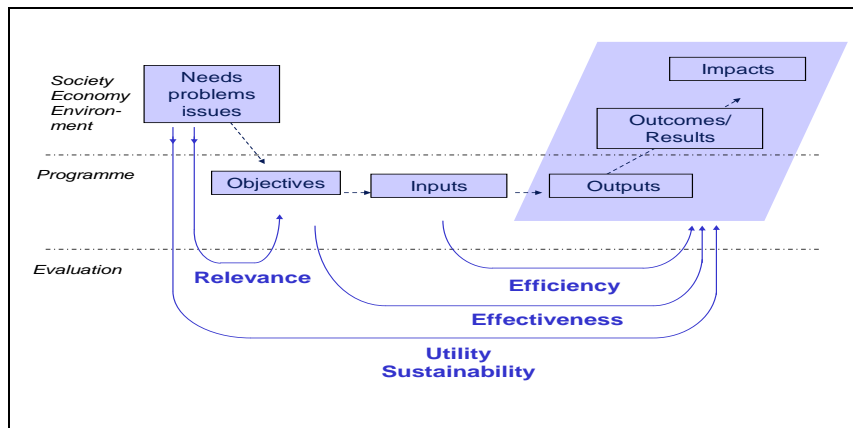 Society
Economy
Environ-
ment
Needs
problems
issues
Impacts
Outcomes/
Results
Programme
Objectives
Inputs
Outputs
Evaluation
Relevance
Efficiency
Effectiveness
Utility
Sustainability